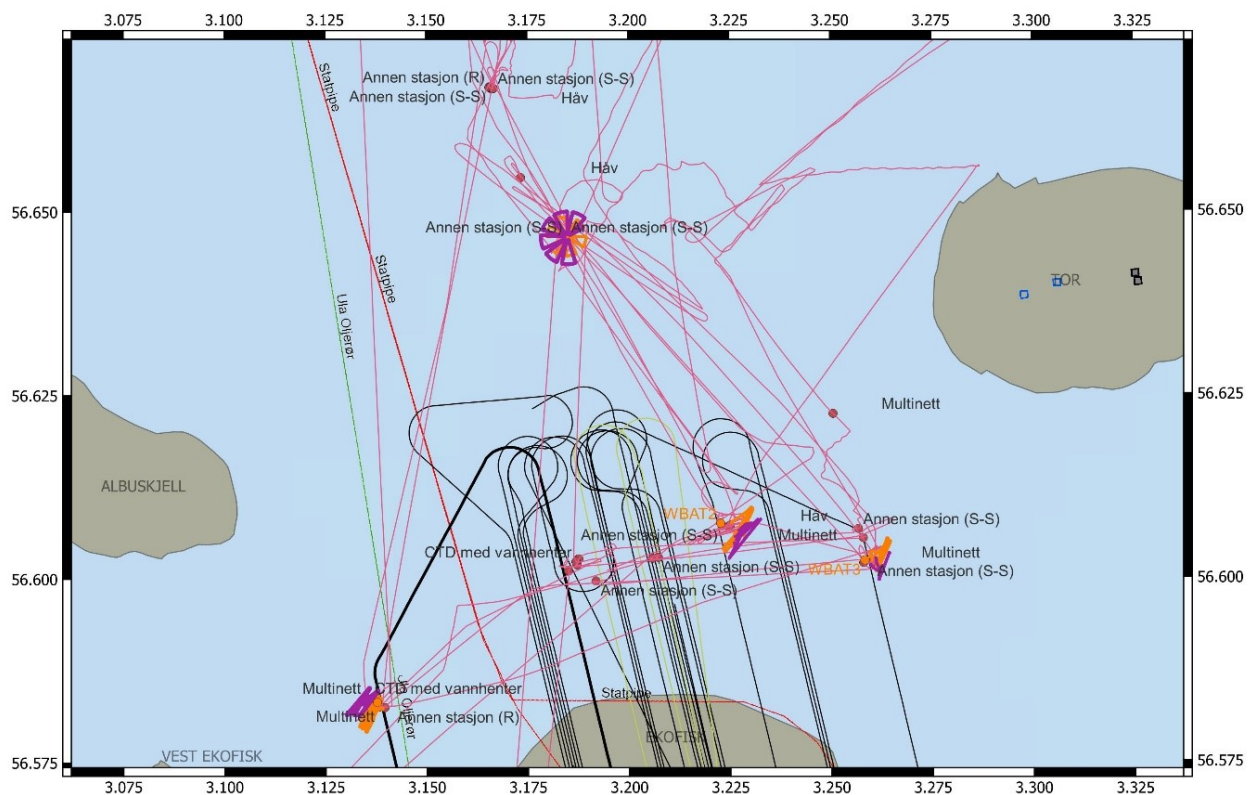 3.075 3.100 3.125 3.140 3.165 3.175 3.200 3.225 3.250 3.275 3.300 3.325
Statpipe
Annen stasjon (R) Annen stasjon (S-S)
Annen stasjon (S-S) Håv
Håv
56.650 56.650
Annen stasjon (S-S) Annen stasjon (S-S)
Statpipe
TOR
Ula Oljerør
56.625 56.625
Multinett
ALBUSKJELL
WBAT2 Håv Annen stasjon (S-S)
Annen stasjon (S-S) Multinett
CTD med vannhenter Multinett
Annen stasjon (S-S) WBAT3 Annen stasjon (S-S)
56.600 56.600
Annen stasjon (S-S)
Multinett CTD med vannhenter
Statpipe
Multinett Annen stasjon (R)
Ula Oljerør
EKOFISK
VEST EKOFISK
56.575 56.575
3.075 3.100 3.125 3.150 3.175 3.200 3.225 3.250 3.275 3.300 3.325